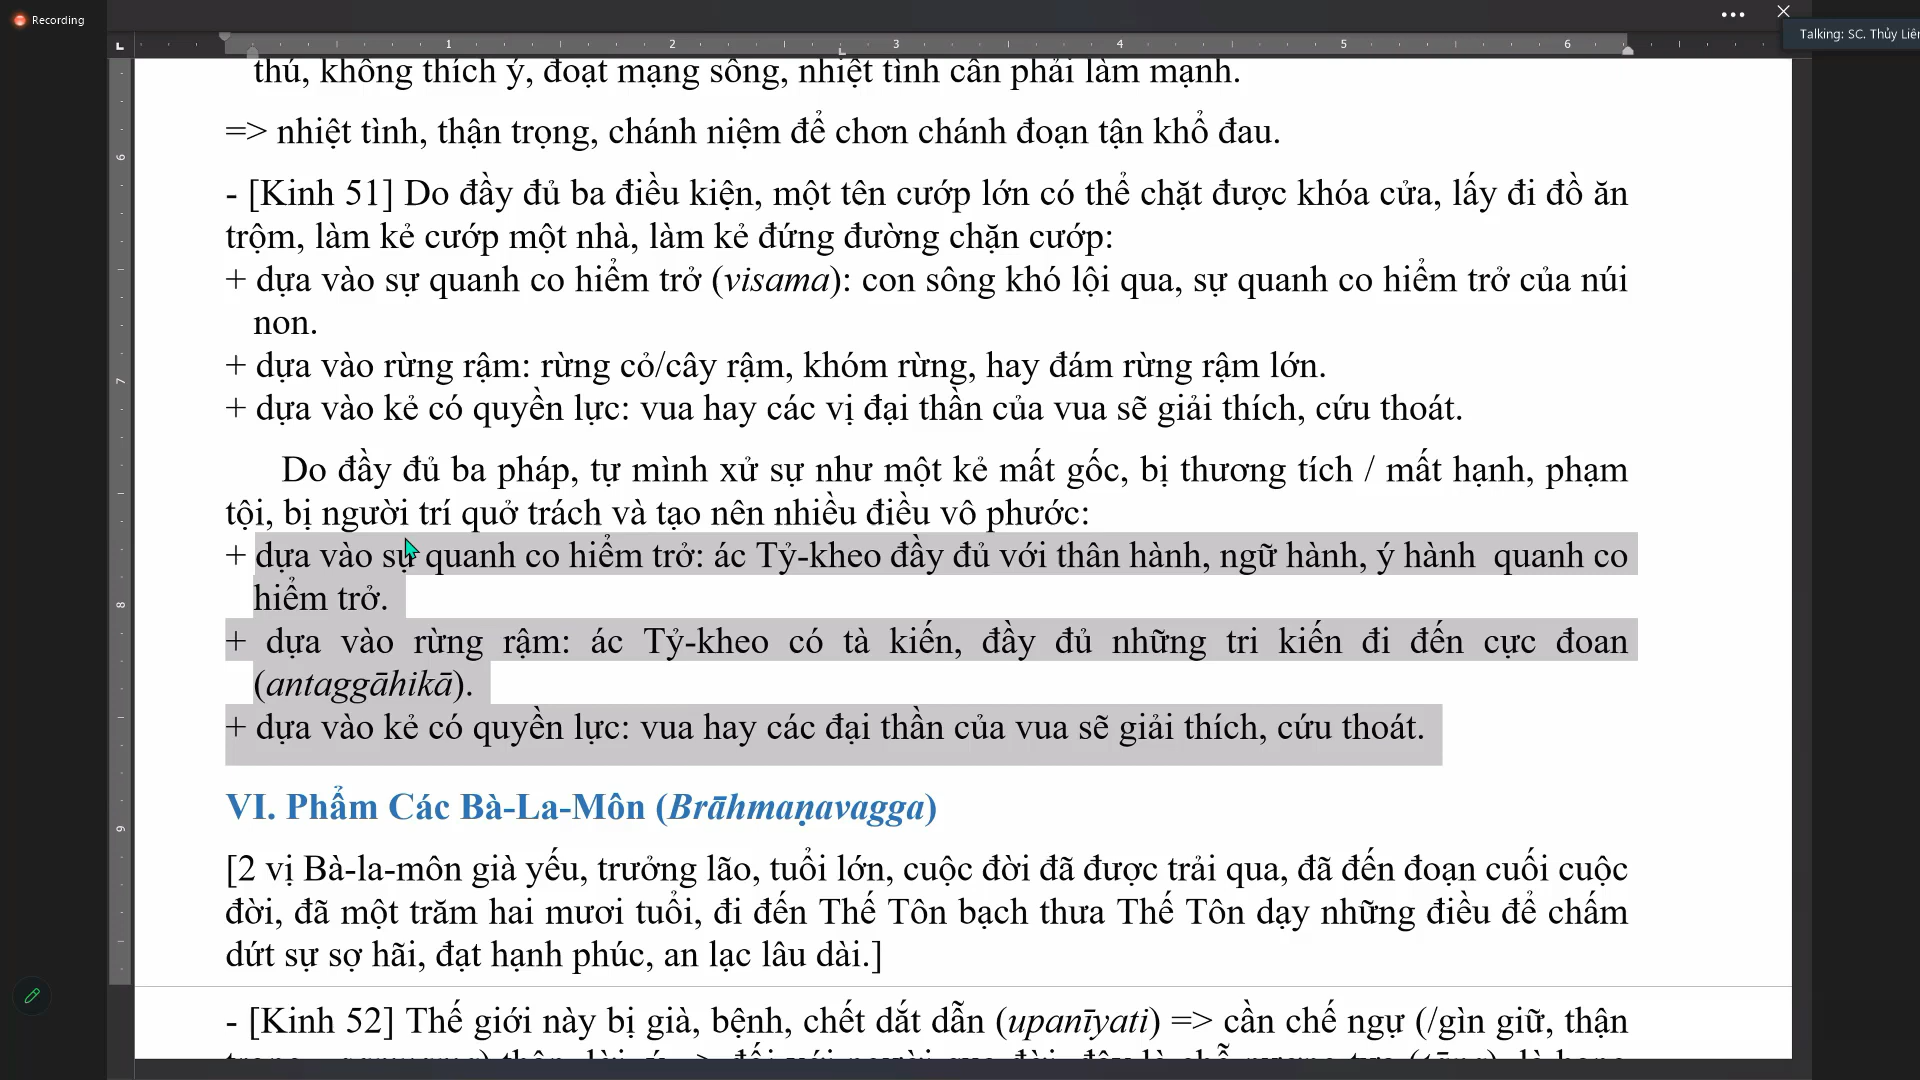 Recording
Talking: SC. Thủy Liê
1 2 3 4 5 6
thú, không thích ý, đoạt mạng sống, nhiệt tình cần phải làm mạnh.
=> nhiệt tình, thận trọng, chánh niệm để chơn chánh đoạn tận khổ đau.
- [Kinh 51] Do đầy đủ ba điều kiện, một tên cướp lớn có thể chặt được khóa cửa, lấy đi đồ ăn
trộm, làm kẻ cướp một nhà, làm kẻ đứng đường chặn cướp:
+ dựa vào sự quanh co hiểm trở (visama): con sông khó lội qua, sự quanh co hiểm trở của núi
non.
+ dựa vào rừng rậm: rừng cỏ/cây rậm, khóm rừng, hay đám rừng rậm lớn.
+ dựa vào kẻ có quyền lực: vua hay các vị đại thần của vua sẽ giải thích, cứu thoát.
Do đầy đủ ba pháp, tự mình xử sự như một kẻ mất gốc, bị thương tích / mất hạnh, phạm
tội, bị người trí quở trách và tạo nên nhiều điều vô phước:
+ dựa vào sự quanh co hiểm trở: ác Tỷ-kheo đầy đủ với thân hành, ngữ hành, ý hành quanh co
hiểm trở.
+ dựa vào rừng rậm: ác Tỷ-kheo có tà kiến, đầy đủ những tri kiến đi đến cực đoan
(antaggāhikā).
+ dựa vào kẻ có quyền lực: vua hay các đại thần của vua sẽ giải thích, cứu thoát.
VI. Phẩm Các Bà-La-Môn (Brāhmaṇavagga)
[2 vị Bà-la-môn già yếu, trưởng lão, tuổi lớn, cuộc đời đã được trải qua, đã đến đoạn cuối cuộc
đời, đã một trăm hai mươi tuổi, đi đến Thế Tôn bạch thưa Thế Tôn dạy những điều để chấm
dứt sự sợ hãi, đạt hạnh phúc, an lạc lâu dài.]
- [Kinh 52] Thế giới này bị già, bệnh, chết dắt dẫn (upanīyati) => cần chế ngự (/gìn giữ, thận
6
7
8
9